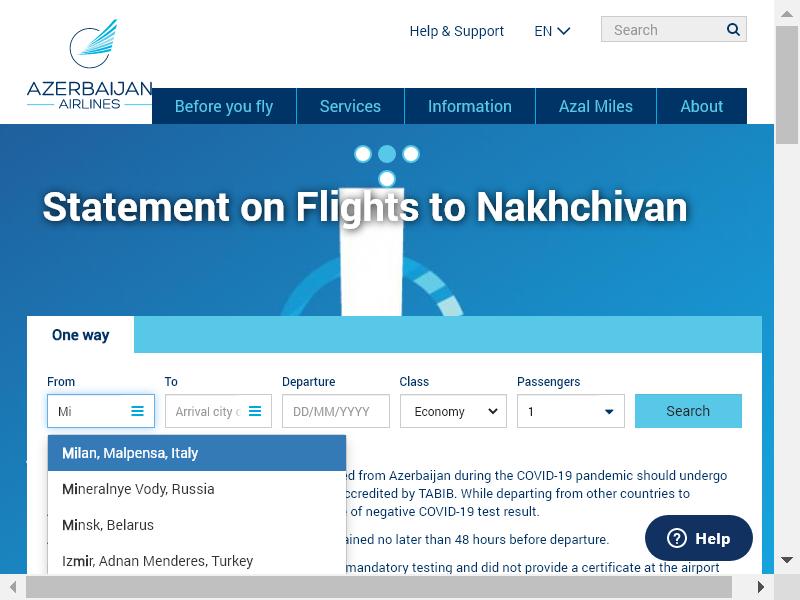 Help & Support
EN
Search
AZERBAIJAN
AIRLINES
Before you fly
Services
Information
Azal Miles
About
Statement on Flights to Nakhchivan
One way
From
To
Departure
Class
Passengers
Mi
Arrival city
DD/MM/YYYY
Economy
1
Search
Milan, Malpensa, Italy
Mineralnye Vody, Russia
Minsk, Belarus
Izmir, Adnan Menderes, Turkey
ed from Azerbaijan during the COVID-19 pandemic should undergo
ccredited by TABIB. While departing from other countries to
e of negative COVID-19 test result.
ained no later than 48 hours before departure.
mandatory testing and did not provide a certificate at the airport
Help